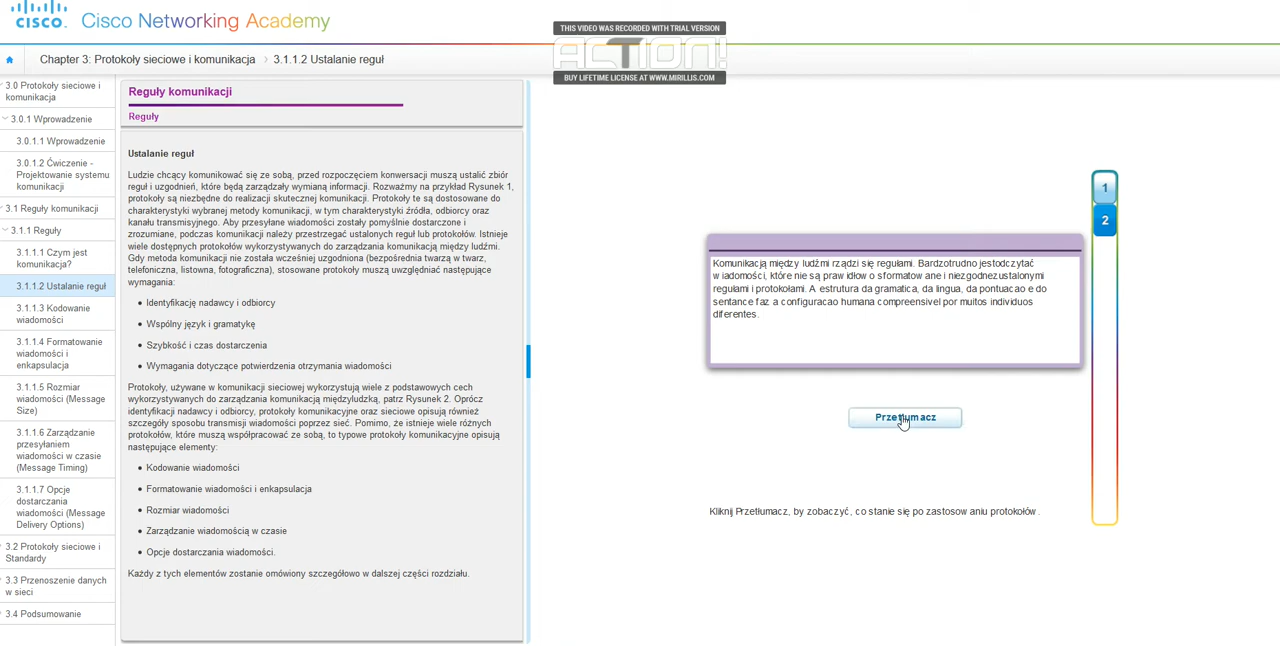 cisco.
Cisco Networking Academy
THIS VIDEO WAS RECORDED WITH TRIAL VERSION
ACTION!
BUY LIFETIME LICENSE AT WWW.MIRILLIS.COM
Chapter 3: Protokoły sieciowe i komunikacja
3.1.1.2 Ustalanie reguł
3.0 Protokoły sieciowe i
komunikacja
3.0.1 Wprowadzenie
3.0.1.1 Wprowadzenie
3.0.1.2 Ćwiczenie -
Projektowanie systemu
komunikacji
3.1 Reguły komunikacji
3.1.1 Reguły
3.1.1.1 Czym jest
komunikacja?
3.1.1.2 Ustalanie reguł
3.1.1.3 Kodowanie
wiadomości
3.1.1.4 Formatowanie
wiadomości i
enkapsulacja
3.1.1.5 Rozmiar
wiadomości (Message
Size)
3.1.1.6 Zarządzanie
przesyłaniem
wiadomości w czasie
(Message Timing)
3.1.1.7 Opcje
dostarczania
wiadomości (Message
Delivery Options)
3.2 Protokoły sieciowe i
Standardy
3.3 Przenoszenie danych
w sieci
3.4 Podsumowanie
Reguły komunikacji
Reguły
Ustalanie reguł
Ludzie chcący komunikować się ze sobą, przed rozpoczęciem konwersacji muszą ustalić zbiór
reguł i uzgodnień, które będą zarządzały wymianą informacji. Rozważmy na przykład Rysunek 1,
protokoły są niezbędne do realizacji skutecznej komunikacji. Protokoły te są dostosowane do
charakterystyki wybranej metody komunikacji, w tym charakterystyki źródła, odbiorcy oraz
kanału transmisyjnego. Aby przesyłane wiadomości zostały pomyślnie dostarczone i
zrozumiane, podczas komunikacji należy przestrzegać ustalonych reguł lub protokołów. Istnieje
wiele dostępnych protokołów wykorzystywanych do zarządzania komunikacją między ludźmi.
Gdy metoda komunikacji nie została wcześniej uzgodniona (bezpośrednia twarzą w twarz,
telefoniczna, listowna, fotograficzna), stosowane protokoły muszą uwzględniać następujące
wymagania:
• Identyfikację nadawcy i odbiorcy
• Wspólny język i gramatykę
• Szybkość i czas dostarczenia
• Wymagania dotyczące potwierdzenia otrzymania wiadomości
Protokoły, używane w komunikacji sieciowej wykorzystują wiele z podstawowych cech
wykorzystywanych do zarządzania komunikacją międzyludzką, patrz Rysunek 2. Oprócz
identyfikacji nadawcy i odbiorcy, protokoły komunikacyjne oraz sieciowe opisują również
szczegóły sposobu transmisji wiadomości poprzez sieć. Pomimo, że istnieje wiele różnych
protokołów, które muszą współpracować ze sobą, to typowe protokoły komunikacyjne opisują
następujące elementy:
• Kodowanie wiadomości
• Formatowanie wiadomości i enkapsulacja
• Rozmiar wiadomości
• Zarządzanie wiadomością w czasie
• Opcje dostarczania wiadomości.
Każdy z tych elementów zostanie omówiony szczegółowo w dalszej części rozdziału.
Komunikacją między ludźmi rządzi się regułami. Bardzotrudno jestodczytać
w iadomości, które nie są praw idłow o sformatow ane i niezgodnezustalonymi
regułami i protokołami. A estrutura da gramatica, da lingua, da pontuacao e do
sentance faz a configuracao humana compreensivel por muitos individuos
diferentes.
Przetłumacz
Kliknij Przetłumacz, by zobaczyć, co stanie się po zastosow aniu protokołów .
1
2